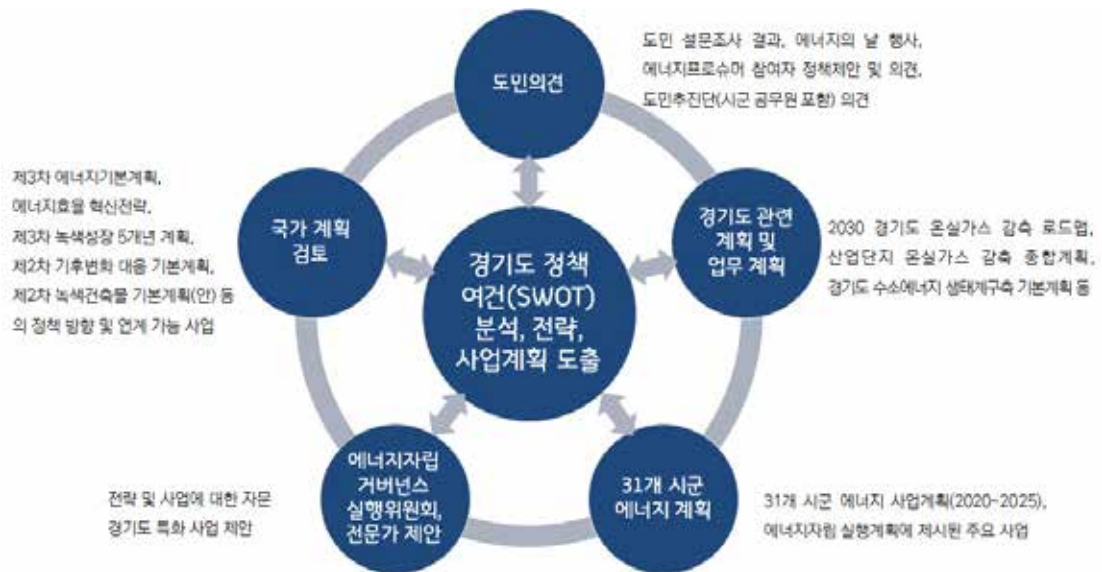 도민의견
도민 설문조사 결과, 에너지의 날 행사,
에너지프로슈머 참여자 정책제안 및 의견,
도민추진단(시군 공무원 포함) 의견
제3차 에너지기본계획,
에너지효율 혁신전략,
제3차 녹색성장 5개년 계획,
제2차 기후변화 대응 기본계획,
제2차 녹색건축물 기본계획(안) 등
의 정책 방향 및 연계 가능 사업
국가 계획
검토
경기도 관련
계획 및
업무 계획
2030 경기도 온실가스 감축 로드맵,
산업단지 온실가스 감축 종합계획,
경기도 수소에너지 생태계구축 기본계획 등
경기도 정책
여건(SWOT)
분석, 전략,
사업계획 도출
전략 및 사업에 대한 자문
경기도 특화 사업 제안
에너지자립
거버넌스
실행위원회,
전문가 제안
31개 시군
에너지 계획
31개 시군 에너지 사업계획(2020~2025),
에너지자립 실행계획에 제시된 주요 사업